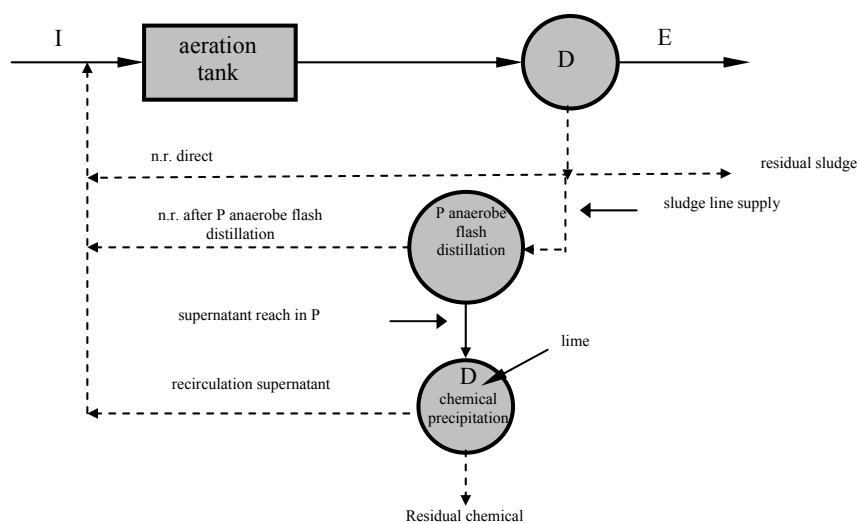 I
aeration
tank
D
E
n.r. direct
residual sludge
P anaerobe
flash
distillation
sludge line supply
n.r. after P anaerobe flash
distillation
supernatant reach in P
lime
D
chemical
precipitation
recirculation supernatant
Residual chemical